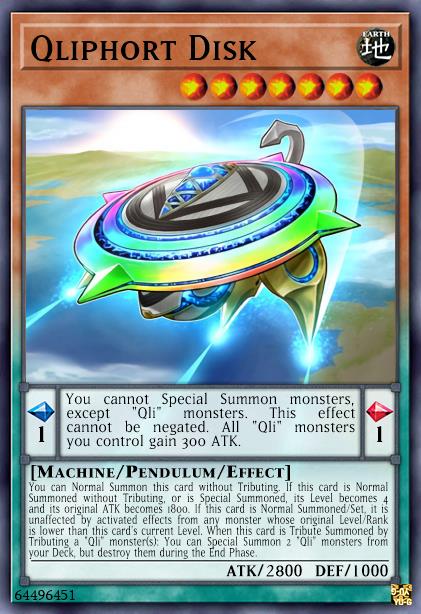 Qliphort Disk
EARTH
地
You cannot Special Summon monsters,
except "Qli" monsters. This effect
cannot be negated. All "Qli" monsters
you control gain 300 ATK.
1
1
[Machine/Pendulum/Effect]
You can Normal Summon this card without Tributing. If this card is Normal
Summoned without Tributing, or is Special Summoned, its Level becomes 4
and its original ATK becomes 1800. If this card is Normal Summoned/Set, it is
unaffected by activated effects from any monster whose original Level/Rank
is lower than this card's current Level. When this card is Tribute Summoned by
Tributing a "Qli" monster(s): You can Special Summon 2 "Qli" monsters from
your Deck, but destroy them during the End Phase.
ATK/2800 DEF/1000
64496451